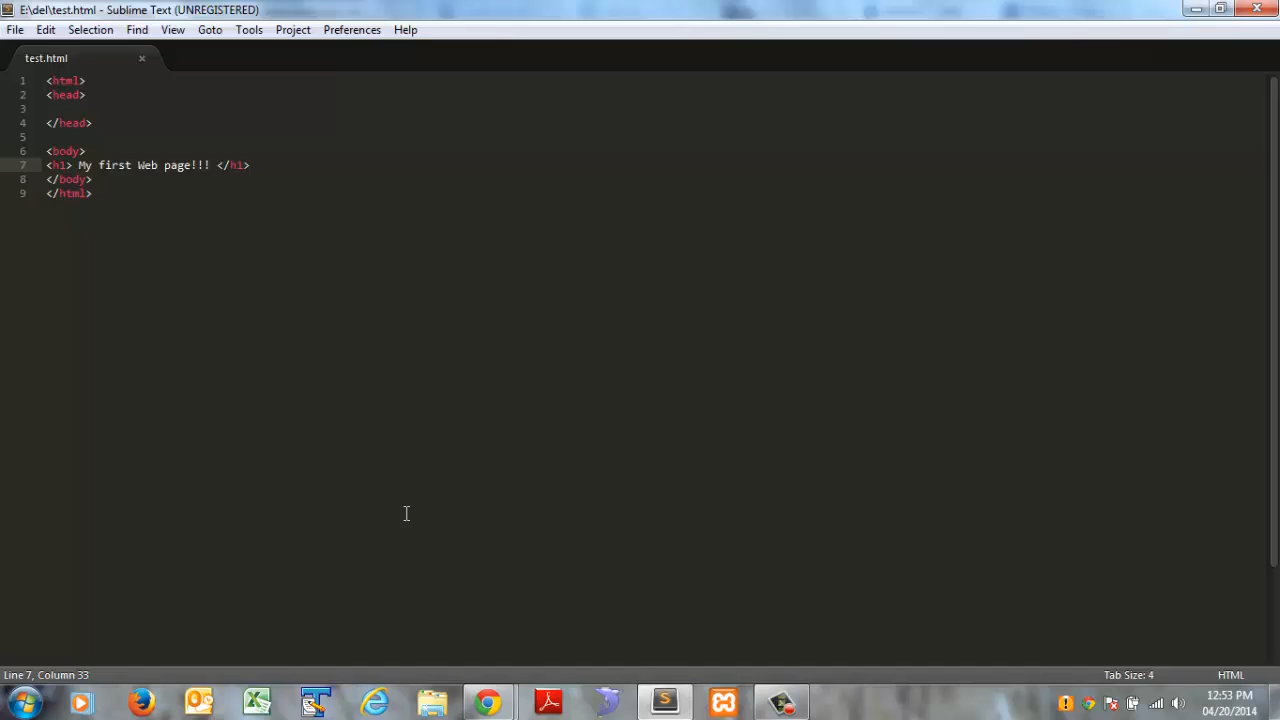 E:\del\test.html - Sublime Text (UNREGISTERED)
File Edit Selection Find View Goto Tools Project Preferences Help
test.html ×
1 <html>
2 <head>
3
4 </head>
5
6 <body>
7 <h1> My first Web page!!! </h1>
8 </body>
9 </html>
Line 7, Column 33 Tab Size: 4 HTML
12:53 PM
04/20/2014